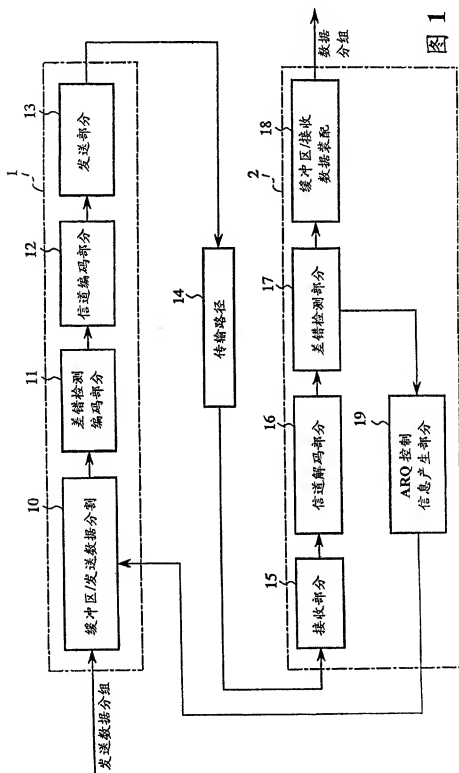 图 1
1
发送数据分组
10
缓冲区/发送数据分割
11
差错检测
编码部分
12
信道编码部分
13
发送部分
14
传输路径
2
15
接收部分
16
信道解码部分
17
差错检测部分
18
缓冲区/接收
数据装配
数据
分组
19
ARQ 控制
信息产生部分